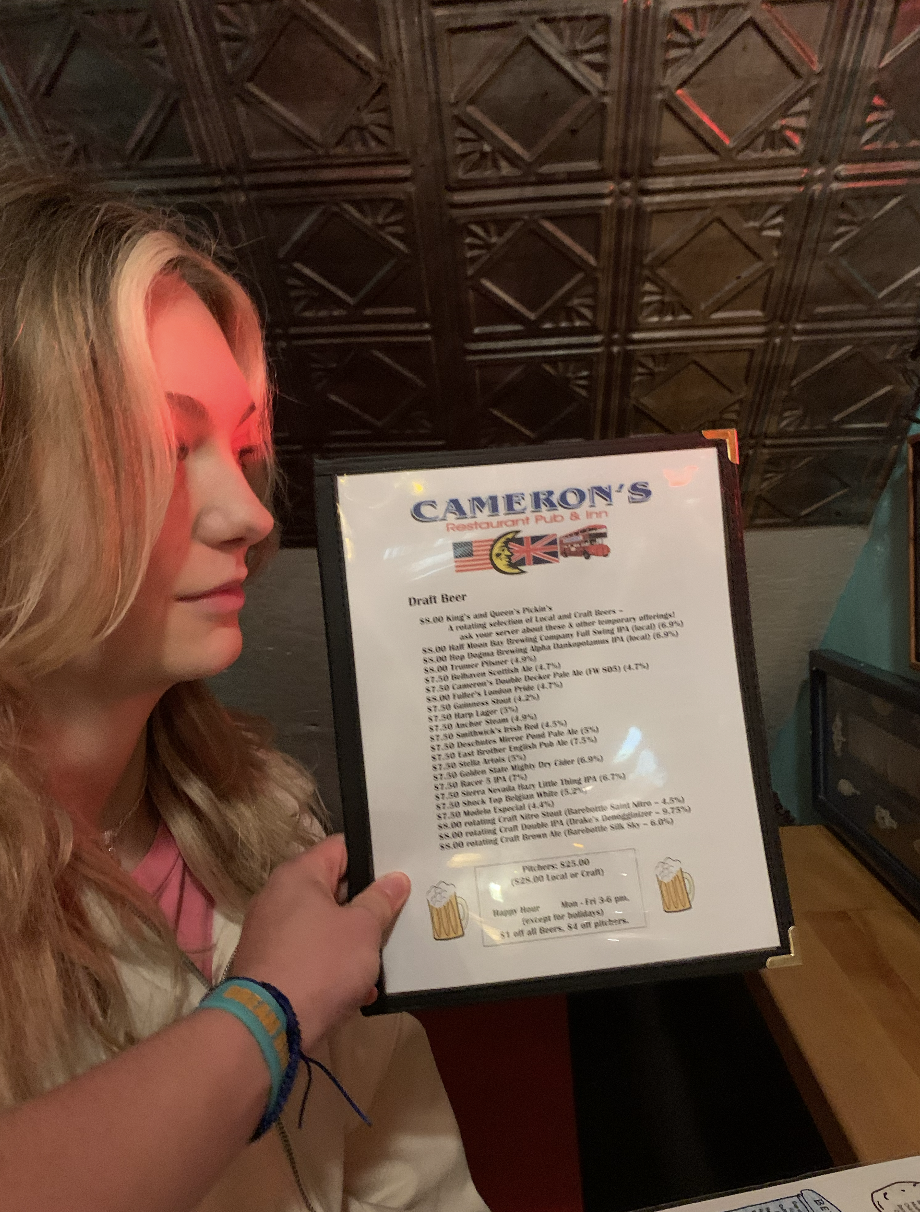 CAMERON'S
Restaurant Pub & Inn
Draft Beer
$8.00 King's and Queen's Pickin's
A rotating selection of Local and Craft Beers ~
ask your server about these & other temporary offerings!
$8.00 Half Moon Bay Brewing Company Full Swing IPA (local) (6.9%)
$8.00 Hop Dogma Brewing Alpha Dankopotamus IPA (local) (6.9%)
$8.00 Trumer Pilsner (4.9%)
$7.50 Belhaven Scottish Ale (4.7%)
$7.50 Cameron's Double Decker Pale Ale (FW 805) (4.7%)
$8.00 Fuller's London Pride (4.7%)
$7.50 Guinness Stout (4.2%)
$7.50 Harp Lager (5%)
$7.50 Anchor Steam (4.9%)
$7.50 Smithwick's Irish Red (4.5%)
$7.50 Deschutes Mirror Pond Pale Ale (5%)
$7.50 East Brother English Pub Ale (7.5%)
$7.50 Stella Artois (5%)
$7.50 Golden State Mighty Dry Cider (6.9%)
$7.50 Racer 5 IPA (7%)
$7.50 Sierra Nevada Hazy Little Thing IPA (6.7%)
$7.50 Shock Top Belgian White (5.2%)
$7.50 Modelo Especial (4.4%)
$8.00 rotating Craft Nitro Stout (Barebottle Saint Nitro ~ 4.5%)
$8.00 rotating Craft Double IPA (Drake's Denogginizer ~ 9.75%)
$8.00 rotating Craft Brown Ale (Barebottle Silk Sky ~ 6.0%)
Pitchers: $25.00
($28.00 Local or Craft)
Happy Hour Mon - Fri 3-6 pm.
(except for holidays)
$1 off all Beers, $4 off pitchers.